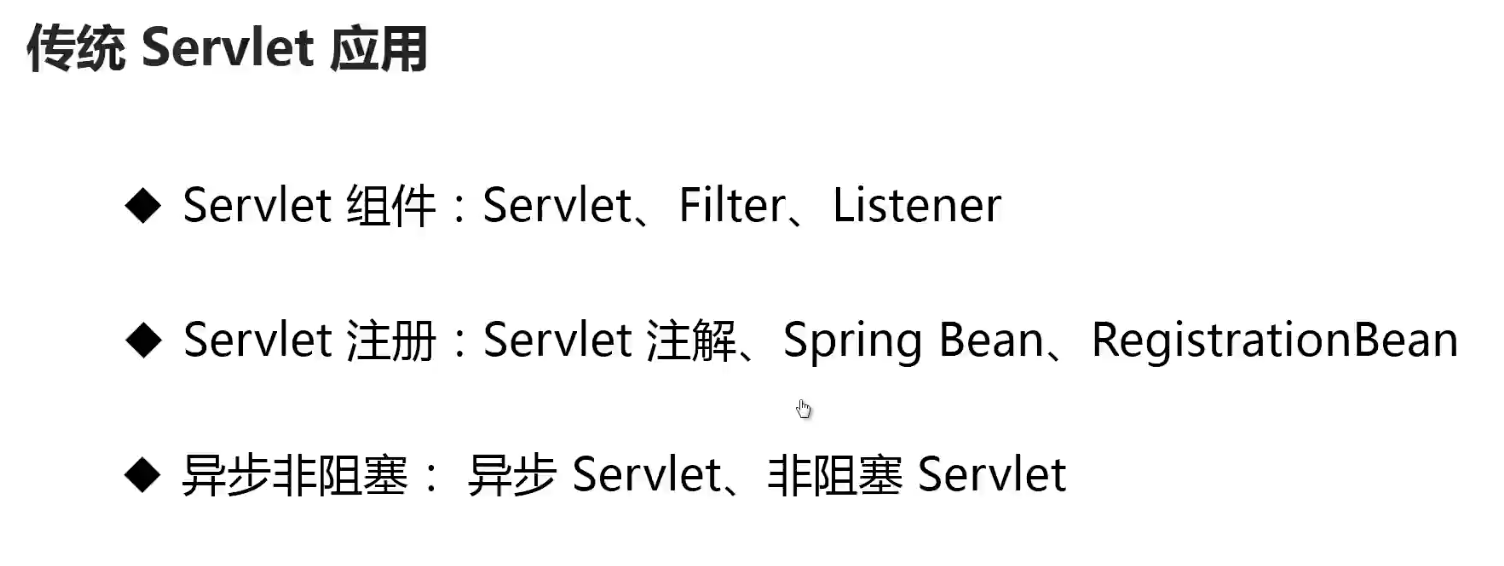 传统 Servlet 应用
◆ Servlet 组件：Servlet、Filter、Listener
◆ Servlet 注册：Servlet 注解、Spring Bean、RegistrationBean
◆ 异步非阻塞： 异步 Servlet、非阻塞 Servlet